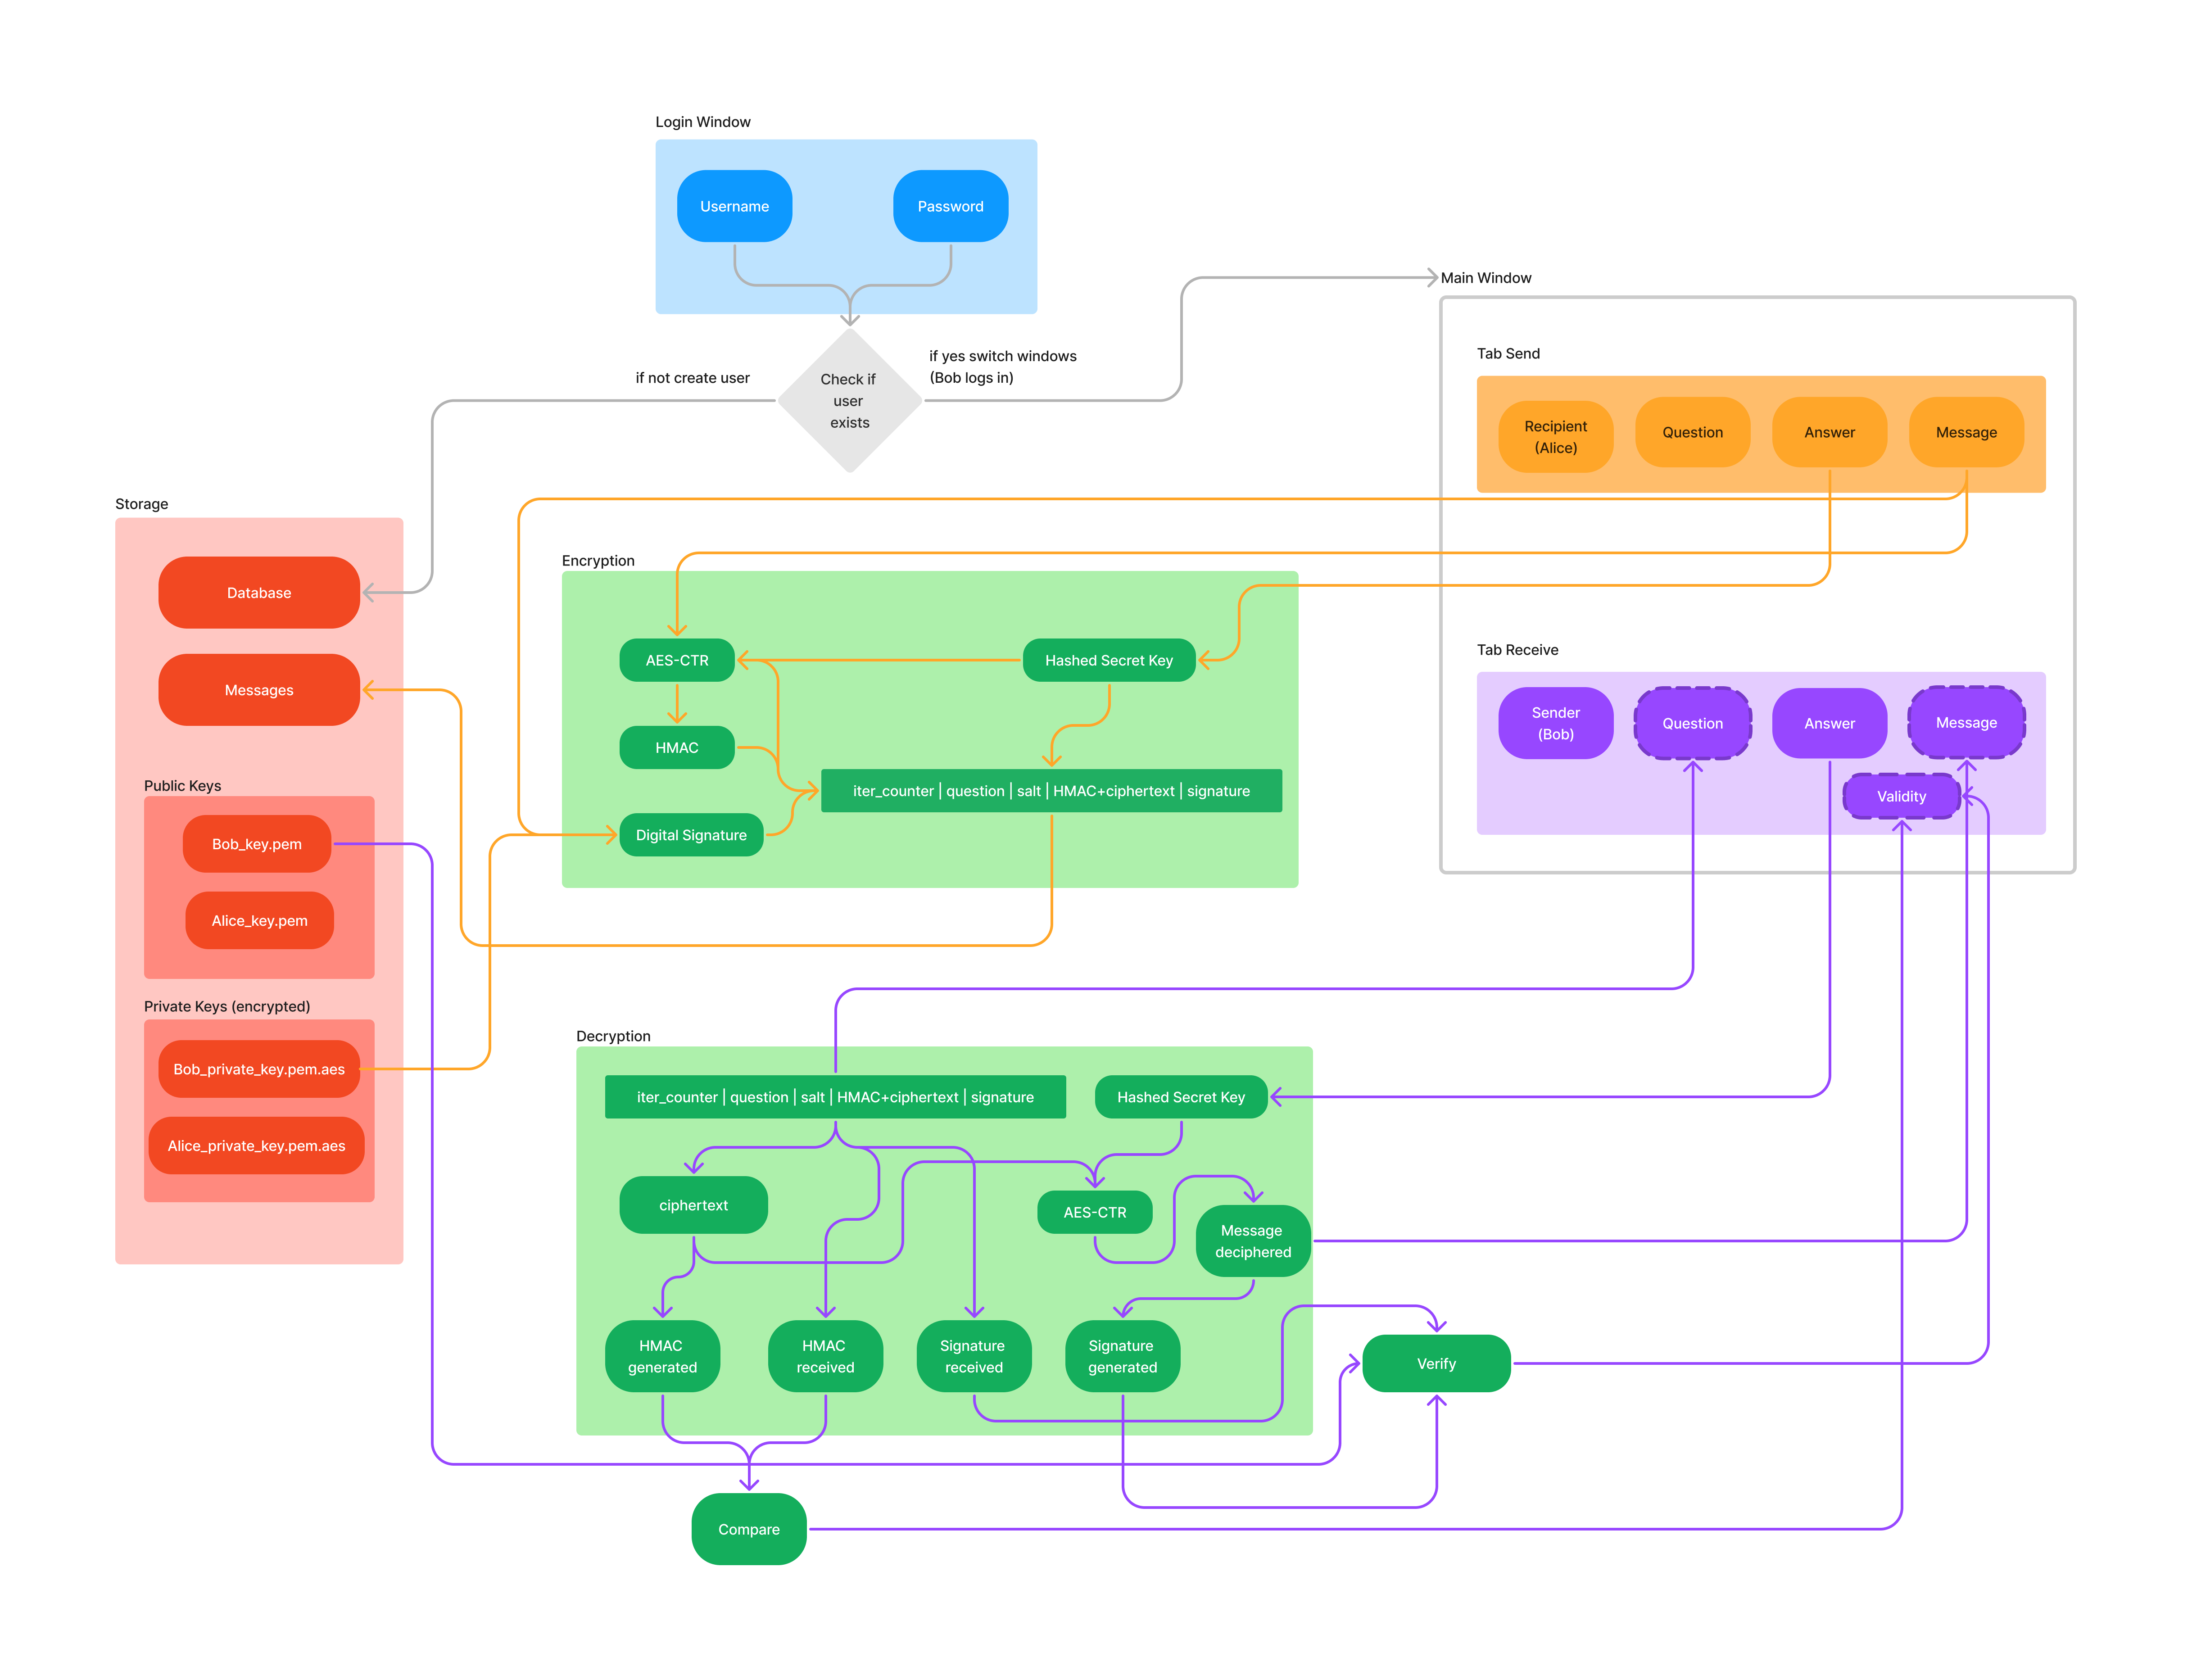 Login Window
Username
Password
Main Window
if not create user
Check if
user
exists
if yes switch windows
(Bob logs in)
Tab Send
Recipient
(Alice)
Question
Answer
Message
Storage
Database
Messages
Public Keys
Bob_key.pem
Alice_key.pem
Private Keys (encrypted)
Bob_private_key.pem.aes
Alice_private_key.pem.aes
Encryption
AES-CTR
Hashed Secret Key
HMAC
iter_counter | question | salt | HMAC+ciphertext | signature
Digital Signature
Tab Receive
Sender
(Bob)
Question
Answer
Message
Validity
Decryption
iter_counter | question | salt | HMAC+ciphertext | signature
Hashed Secret Key
ciphertext
AES-CTR
Message
deciphered
HMAC
generated
HMAC
received
Signature
received
Signature
generated
Verify
Compare